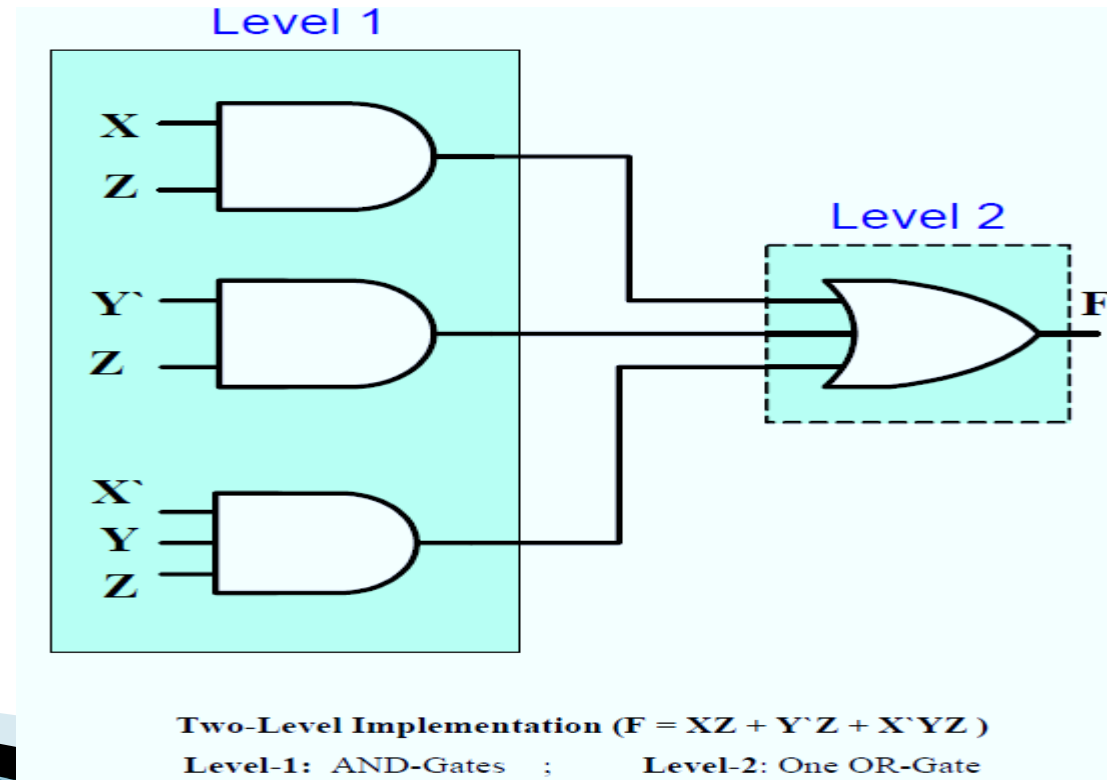 Level 1
X
Z
Level 2
Y`
F
Z
X`
Y
Z
Two-Level Implementation (F = XZ + Y`Z + X`YZ )
Level-1: AND-Gates ; Level-2: One OR-Gate